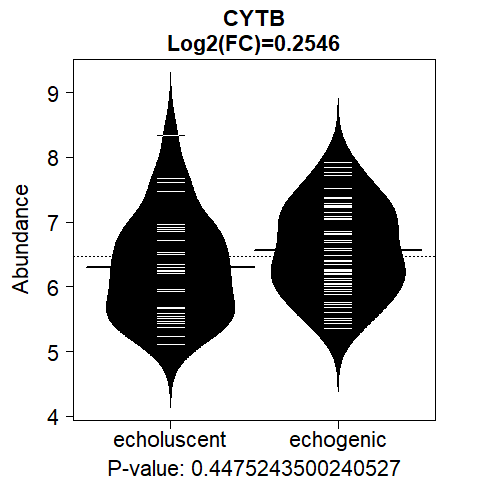 CYTB
Log2(FC)=0.2546
Abundance
9
8
7
6
5
4
echoluscent echogenic
P-value: 0.4475243500240527